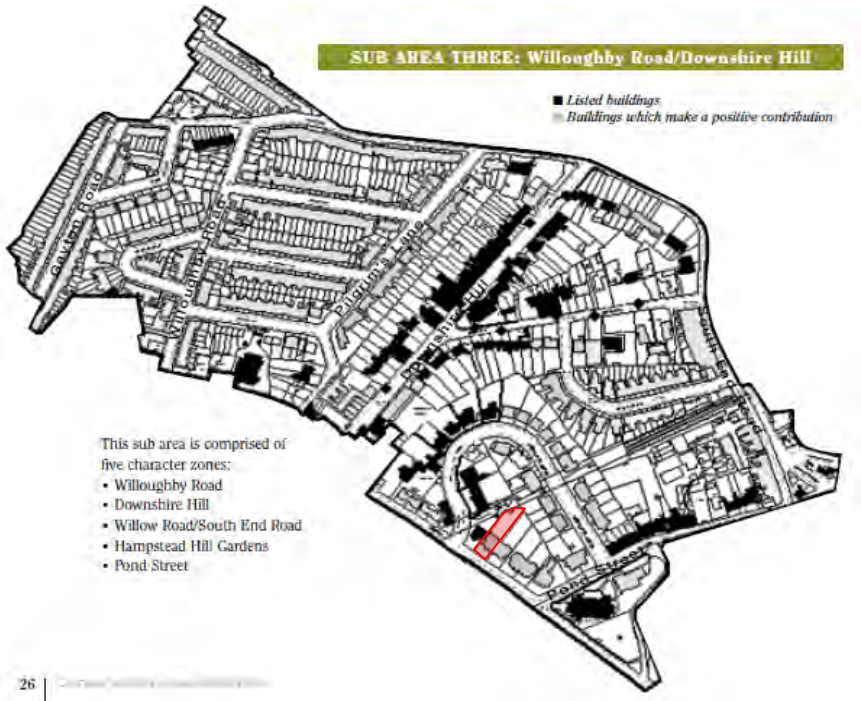 SUB AREA THREE: Willoughby Road/Downshire Hill
Listed buildings
Buildings which make a positive contribution
Gayton Road
Willoughby Road
Pilgrim's Lane
Downshire Hill
South End
Pond Street
This sub area is comprised of
five character zones:
• Willoughby Road
• Downshire Hill
• Willow Road/South End Road
• Hampstead Hill Gardens
• Pond Street
26